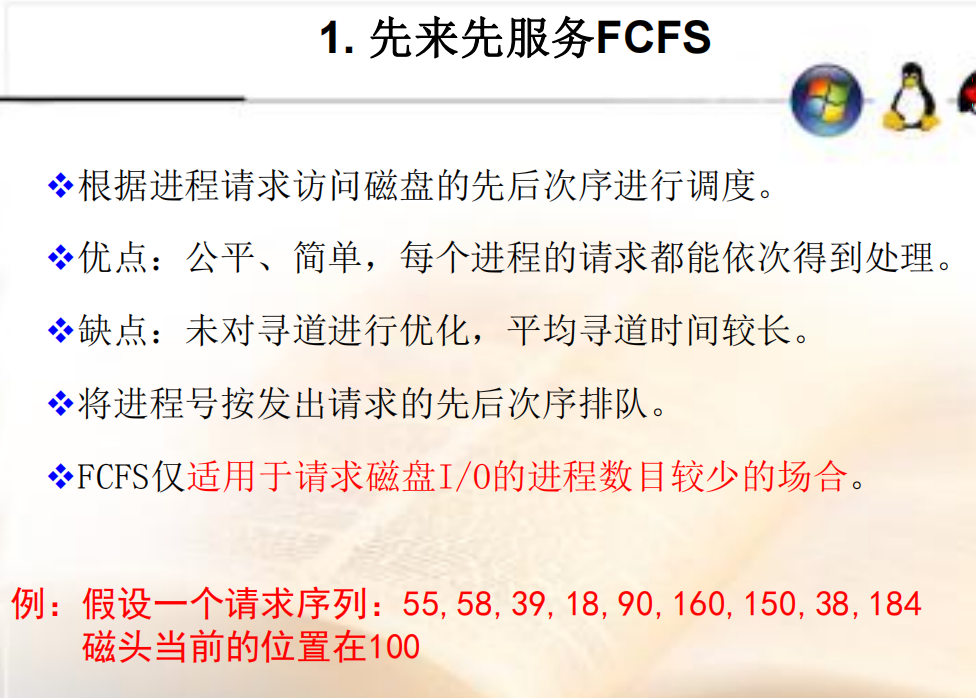 1. 先来先服务FCFS
❖根据进程请求访问磁盘的先后次序进行调度。
❖优点：公平、简单，每个进程的请求都能依次得到处理。
❖缺点：未对寻道进行优化，平均寻道时间较长。
❖将进程号按发出请求的先后次序排队。
❖FCFS仅适用于请求磁盘I/O的进程数目较少的场合。
例：假设一个请求序列：55,58,39,18,90,160,150,38,184
磁头当前的位置在100